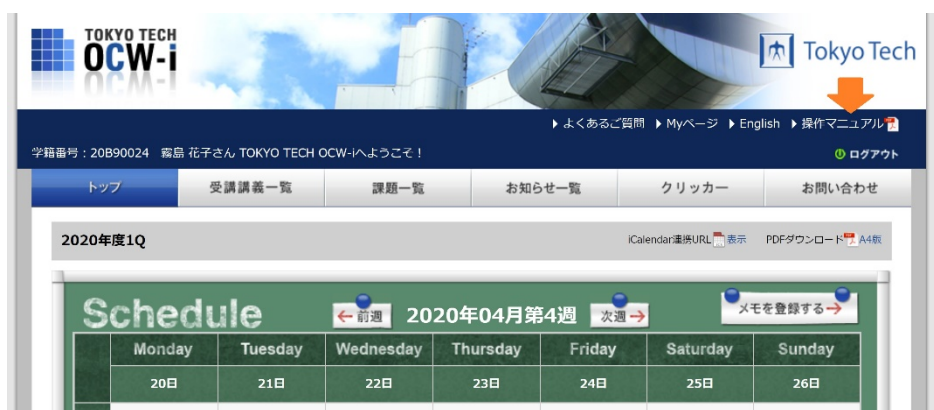 TOKYO TECH
OCW-i
Tokyo Tech
よくあるご質問 Myページ English 操作マニュアル
学籍番号：20B90024 霧島 花子さん TOKYO TECH OCW-iへようこそ！ ログアウト
トップ 受講講義一覧 課題一覧 お知らせ一覧 クリッカー お問い合わせ
2020年度1Q iCalendar連携URL 表示 PDFダウンロード A4版
Schedule ←前週 2020年04月第4週 次週→ メモを登録する→
Monday Tuesday Wednesday Thursday Friday Saturday Sunday
20日 21日 22日 23日 24日 25日 26日